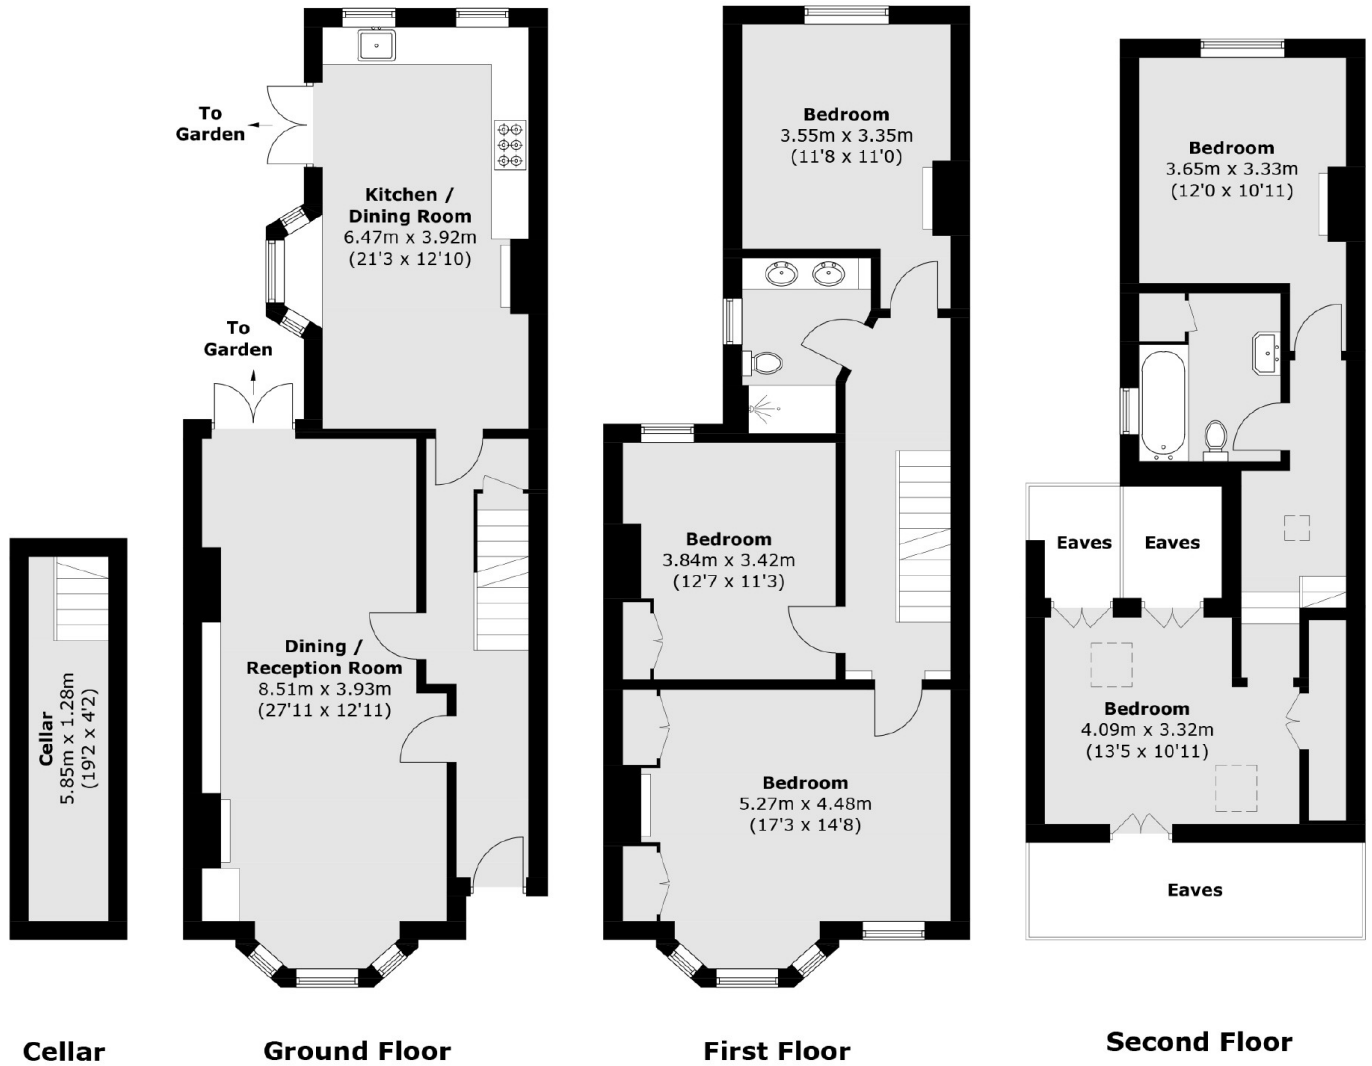 Cellar
5.85m x 1.28m
(19'2 x 4'2)
Cellar
To
Garden
Kitchen /
Dining Room
6.47m x 3.92m
(21'3 x 12'10)
To
Garden
Dining /
Reception Room
8.51m x 3.93m
(27'11 x 12'11)
Ground Floor
Bedroom
3.55m x 3.35m
(11'8 x 11'0)
Bedroom
3.84m x 3.42m
(12'7 x 11'3)
Bedroom
5.27m x 4.48m
(17'3 x 14'8)
First Floor
Bedroom
3.65m x 3.33m
(12'0 x 10'11)
Eaves
Eaves
Bedroom
4.09m x 3.32m
(13'5 x 10'11)
Eaves
Second Floor